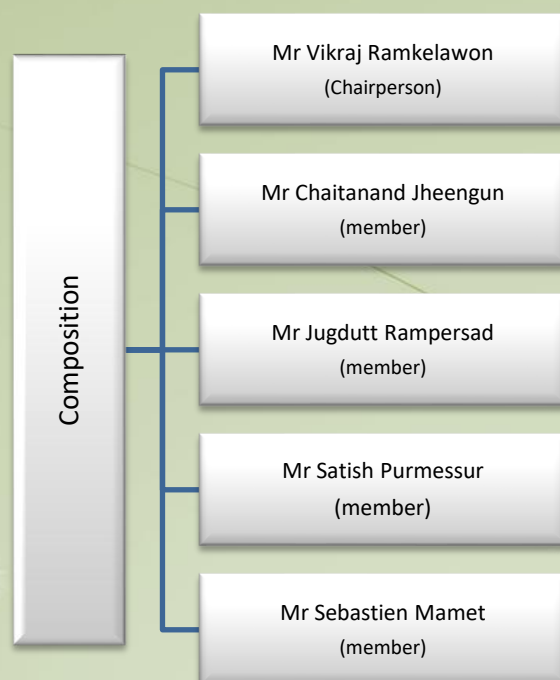 Composition
Mr Vikraj Ramkelawon
(Chairperson)
Mr Chaitanand Jheengun
(member)
Mr Jugdutt Rampersad
(member)
Mr Satish Purmessur
(member)
Mr Sebastien Mamet
(member)